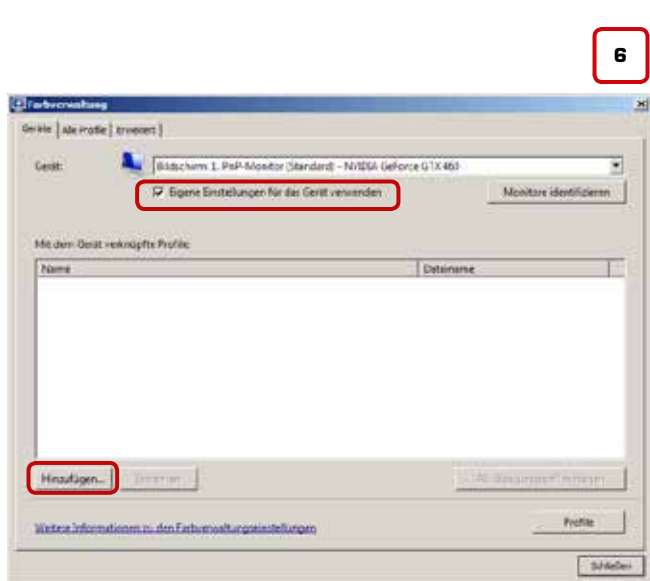 6
Farbverwaltung
Geräte Alle Profile Erweitert
Gerät:
Bildschirm 1. PnP-Monitor (Standard) - NVIDIA GeForce GTX 460
Eigene Einstellungen für das Gerät verwenden
Monitore identifizieren
Mit dem Gerät verknüpfte Profile:
Name Dateiname
Hinzufügen... Entfernen
Weitere Informationen zu den Farbverwaltungseinstellungen
Profile
Schließen